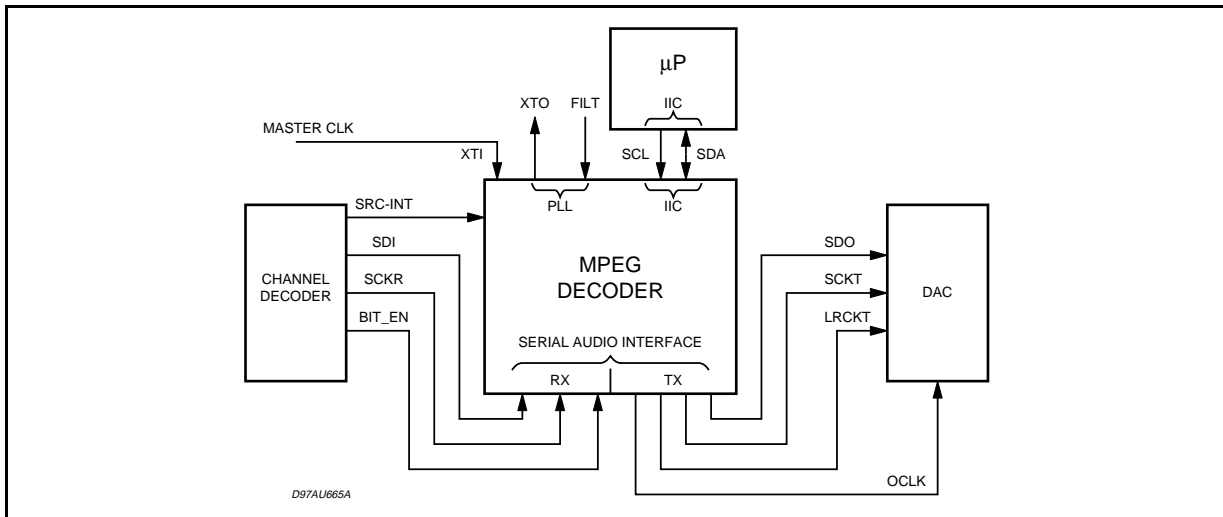 μP
IIC
XTO
FILT
MASTER CLK
XTI
SCL
SDA
PLL
IIC
SRC-INT
SDI
SCKR
BIT_EN
CHANNEL
DECODER
MPEG
DECODER
SERIAL AUDIO INTERFACE
RX
TX
SDO
SCKT
LRCKT
DAC
OCLK
D97AU665A